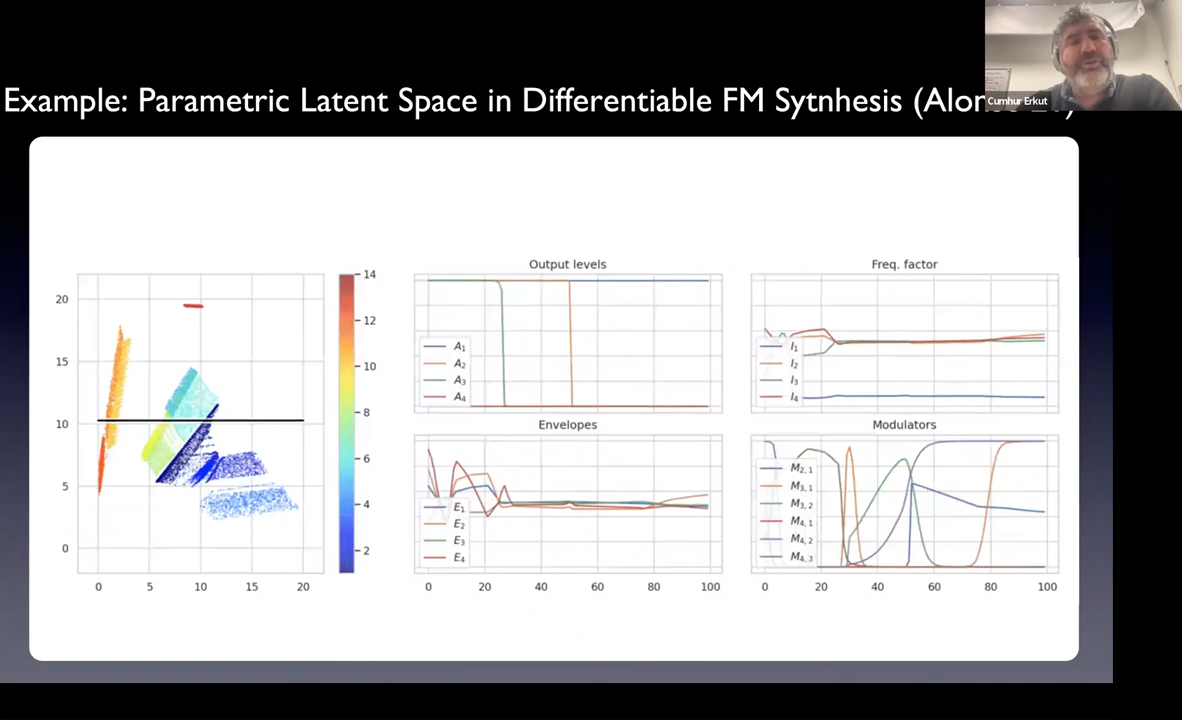 Cumhur Erkut
Example: Parametric Latent Space in Differentiable FM Sytnhesis
20
15
10
5
0
0 5 10 15 20
14
12
10
8
6
4
2
Output levels
A1
A2
A3
A4
Freq. factor
I1
I2
I3
I4
Envelopes
E1
E2
E3
E4
0 20 40 60 80 100
Modulators
M2,1
M3,1
M3,2
M4,1
M4,2
M4,3
0 20 40 60 80 100